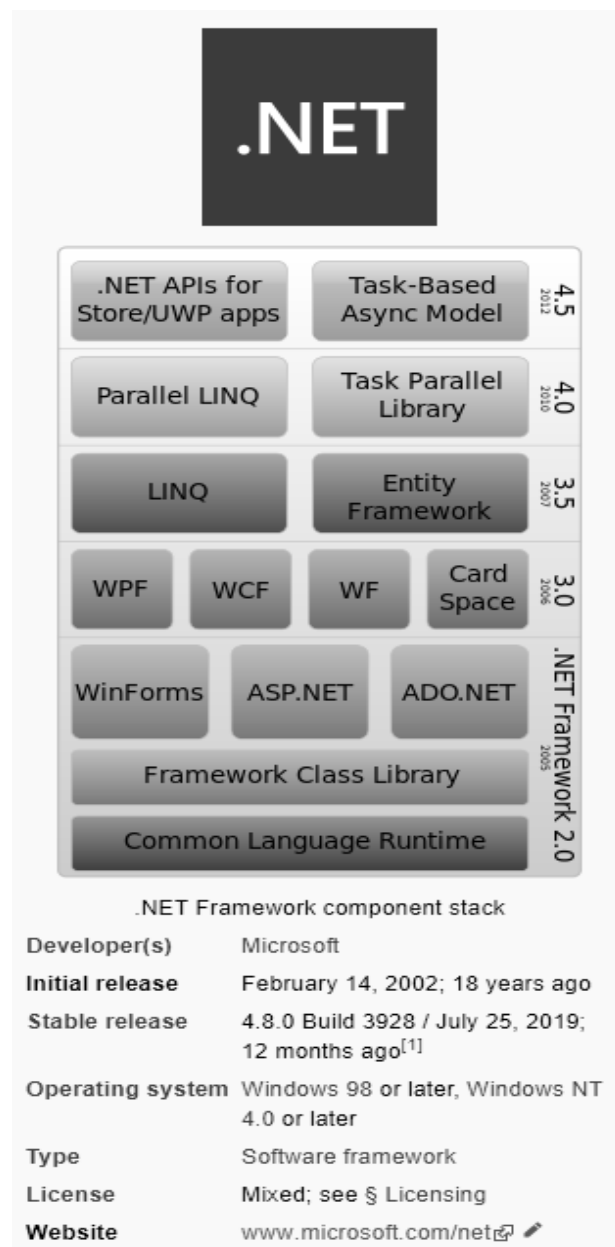 .NET
.NET APIs for
Store/UWP apps
Task-Based
Async Model
4.5
2012
Parallel LINQ
Task Parallel
Library
4.0
2010
LINQ
Entity
Framework
3.5
2007
WPF
WCF
WF
Card
Space
3.0
2006
WinForms
ASP.NET
ADO.NET
Framework Class Library
Common Language Runtime
.NET Framework 2.0
2005
.NET Framework component stack
Developer(s) Microsoft
Initial release February 14, 2002; 18 years ago
Stable release 4.8.0 Build 3928 / July 25, 2019;
12 months ago[1]
Operating system Windows 98 or later, Windows NT
4.0 or later
Type Software framework
License Mixed; see § Licensing
Website www.microsoft.com/net